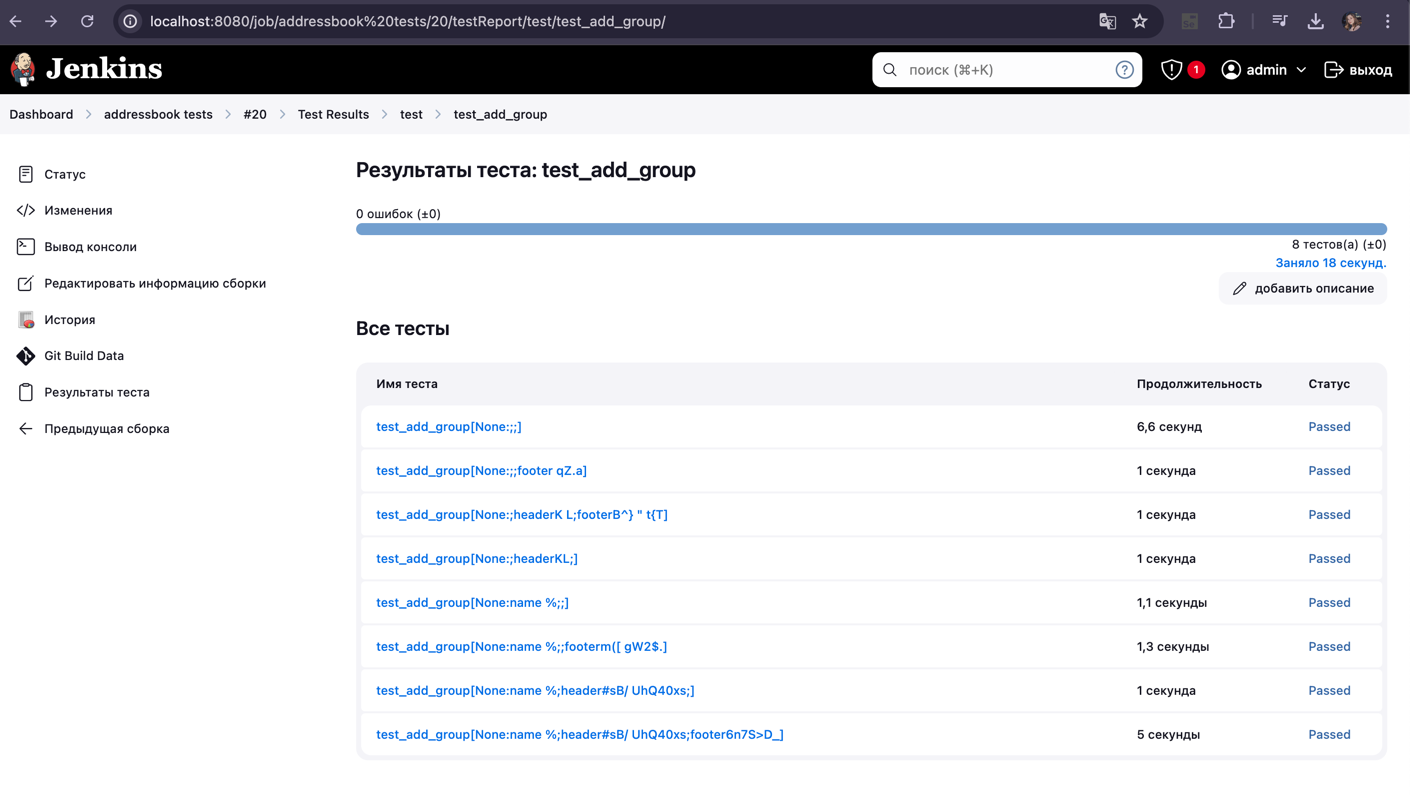 localhost:8080/job/addressbook%20tests/20/testReport/test/test_add_group/
Jenkins
поиск (⌘+K)
?
1
admin
выход
Dashboard
addressbook tests
#20
Test Results
test
test_add_group
Статус
Изменения
Вывод консоли
Редактировать информацию сборки
История
Git Build Data
Результаты теста
Предыдущая сборка
Результаты теста: test_add_group
0 ошибок (±0)
8 тестов(а) (±0)
Заняло 18 секунд.
добавить описание
Все тесты
Имя теста Продолжительность Статус
test_add_group[None:;;] 6,6 секунд Passed
test_add_group[None:;;footer qZ.a] 1 секунда Passed
test_add_group[None:;headerK L;footerB^} " t{T] 1 секунда Passed
test_add_group[None:;headerKL;] 1 секунда Passed
test_add_group[None:name %;;] 1,1 секунды Passed
test_add_group[None:name %;;footerm([ gW2$.] 1,3 секунды Passed
test_add_group[None:name %;header#sB/ UhQ40xs;] 1 секунда Passed
test_add_group[None:name %;header#sB/ UhQ40xs;footer6n7S>D_] 5 секунды Passed